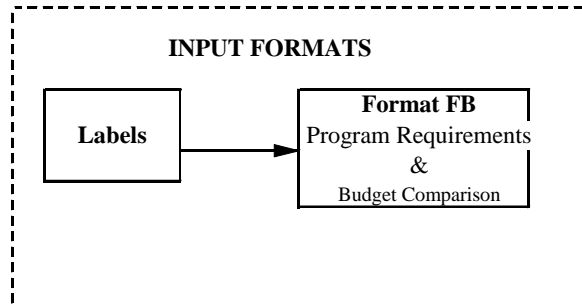 INPUT FORMATS
Labels
Format FB
Program Requirements
&
Budget Comparison